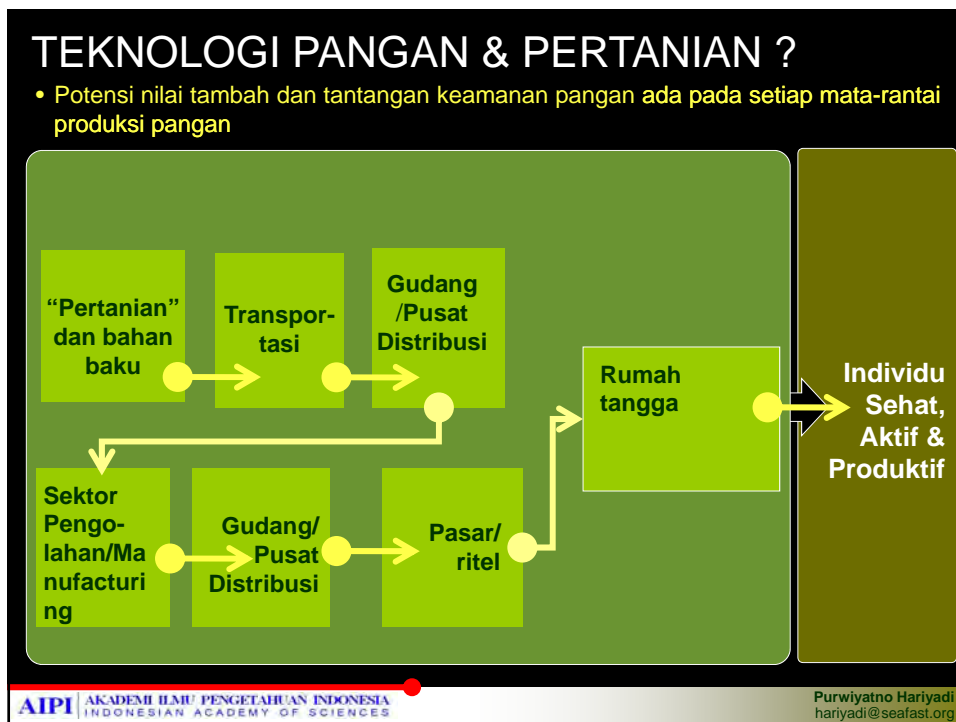 TEKNOLOGI PANGAN & PERTANIAN ?
• Potensi nilai tambah dan tantangan keamanan pangan ada pada setiap mata-rantai
produksi pangan
“Pertanian”
dan bahan
baku
Transpor-
tasi
Gudang
/Pusat
Distribusi
Sektor
Pengo-
lahan/Ma
nufacturi
ng
Gudang/
Pusat
Distribusi
Pasar/
ritel
Rumah
tangga
Individu
Sehat,
Aktif &
Produktif
AIPI
AKADEMI ILMU PENGETAHUAN INDONESIA
INDONESIAN ACADEMY OF SCIENCES
Purwiyatno Hariyadi
hariyadi@seafast.org